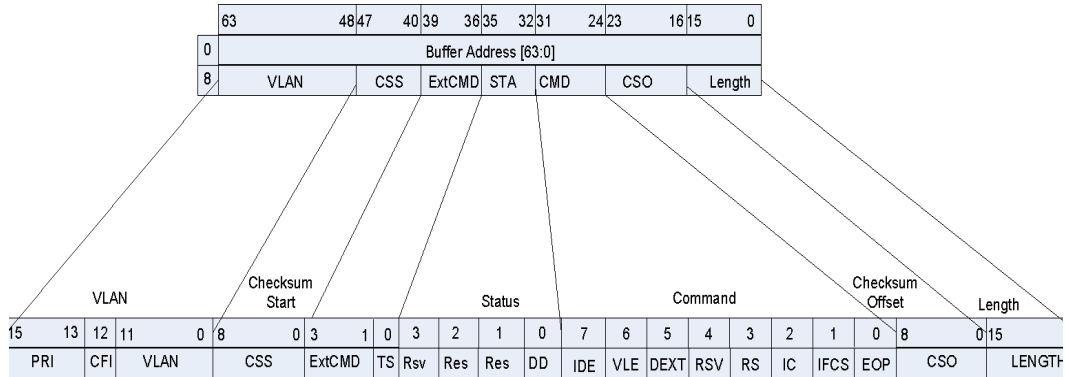 63 48 47 40 39 36 35 32 31 24 23 16 15 0
0 Buffer Address [63:0]
8 VLAN CSS ExtCMD STA CMD CSO Length
VLAN Checksum Start Status Command Checksum Offset Length
15 13 12 11 0 8 0 3 1 0 3 2 1 0 7 6 5 4 3 2 1 0 8 0 15
PRI CFI VLAN CSS ExtCMD TS Rsv Res Res DD IDE VLE DEXT RSV RS IC IFCS EOP CSO LENGTH